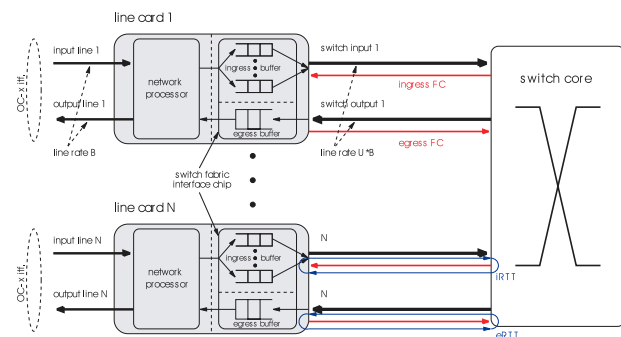 line card 1
OC-x itf.
input line 1
output line 1
line rate B
network
processor
ingress buffer
egress buffer
switch input 1
ingress FC
switch output 1
egress FC
line rate U*B
switch core
switch fabric
interface chip
line card N
OC-x itf.
input line N
output line N
network
processor
ingress buffer
egress buffer
N
iRTT
N
eRTT